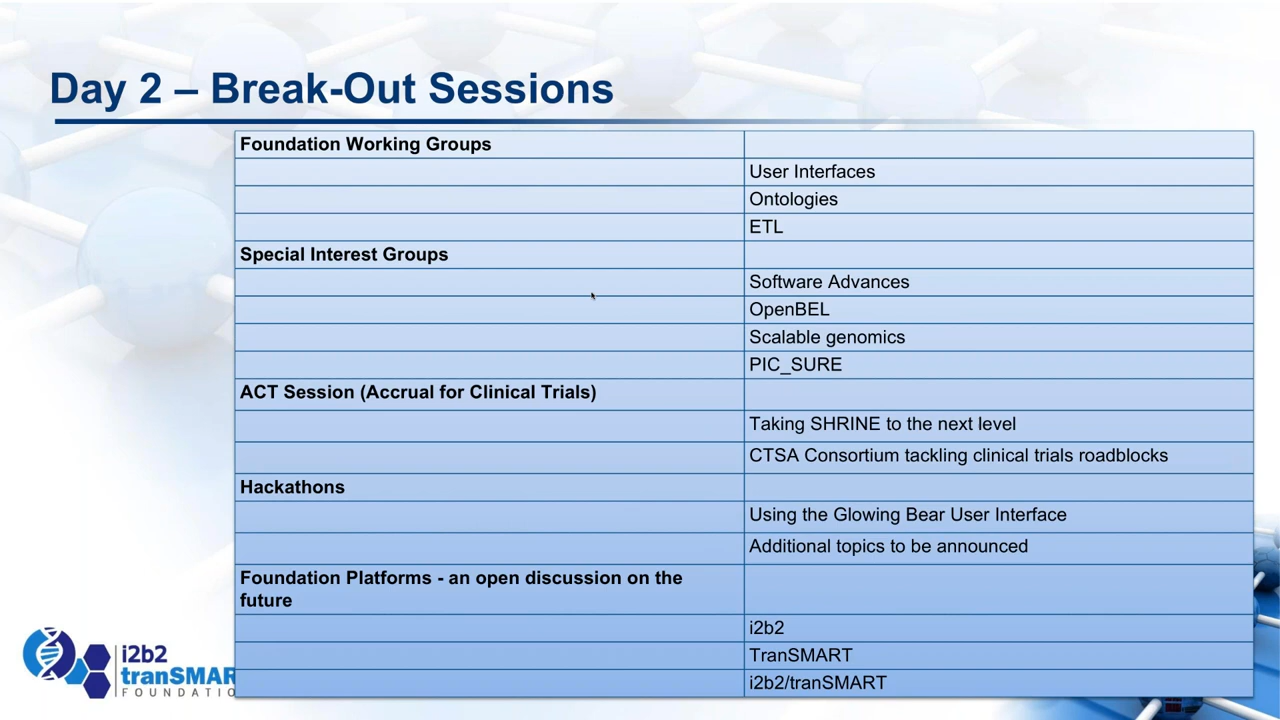 Day 2 – Break-Out Sessions
Foundation Working Groups
User Interfaces
Ontologies
ETL
Special Interest Groups
Software Advances
OpenBEL
Scalable genomics
PIC_SURE
ACT Session (Accrual for Clinical Trials)
Taking SHRINE to the next level
CTSA Consortium tackling clinical trials roadblocks
Hackathons
Using the Glowing Bear User Interface
Additional topics to be announced
Foundation Platforms - an open discussion on the
future
i2b2
TranSMART
i2b2/tranSMART
i2b2
tranSMAR
FOUNDATIO